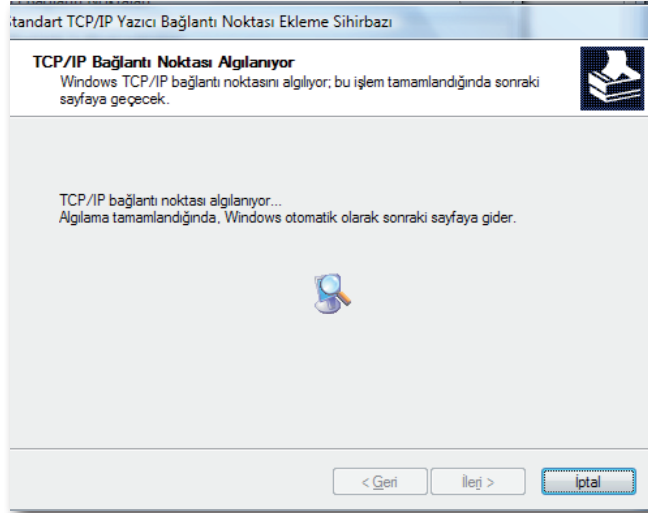 Standart TCP/IP Yazıcı Bağlantı Noktası Ekleme Sihirbazı
TCP/IP Bağlantı Noktası Algılanıyor
Windows TCP/IP bağlantı noktasını algılıyor; bu işlem tamamlandığında sonraki
sayfaya geçecek.
TCP/IP bağlantı noktası algılanıyor...
Algılama tamamlandığında, Windows otomatik olarak sonraki sayfaya gider.
< Geri
İleri >
İptal